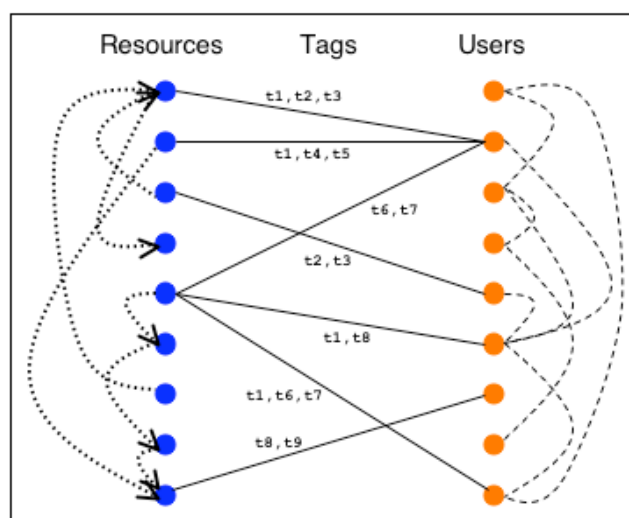 Resources Tags Users
t1,t2,t3
t1,t4,t5
t6,t7
t2,t3
t1,t8
t1,t6,t7
t8,t9